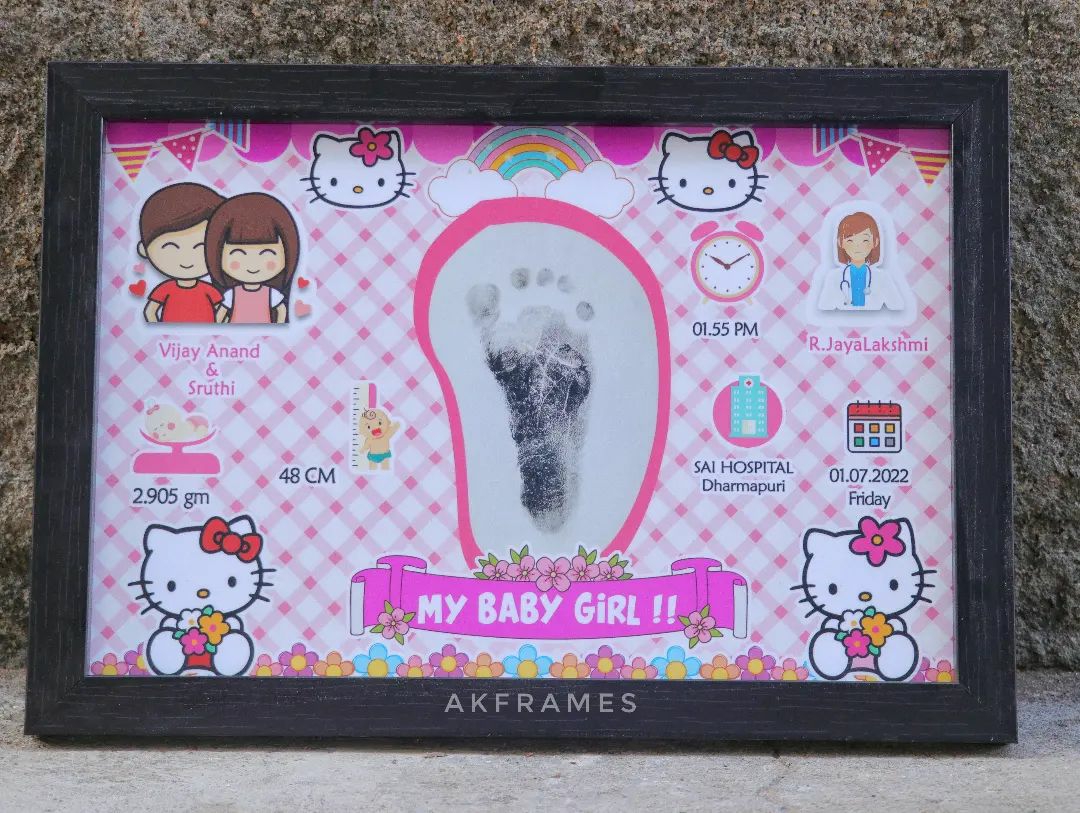 Vijay Anand
&
Sruthi
2.905 gm
48 CM
01.55 PM
R.JayaLakshmi
SAI HOSPITAL
Dharmapuri
01.07.2022
Friday
MY BABY GiRL !!
AKFRAMES